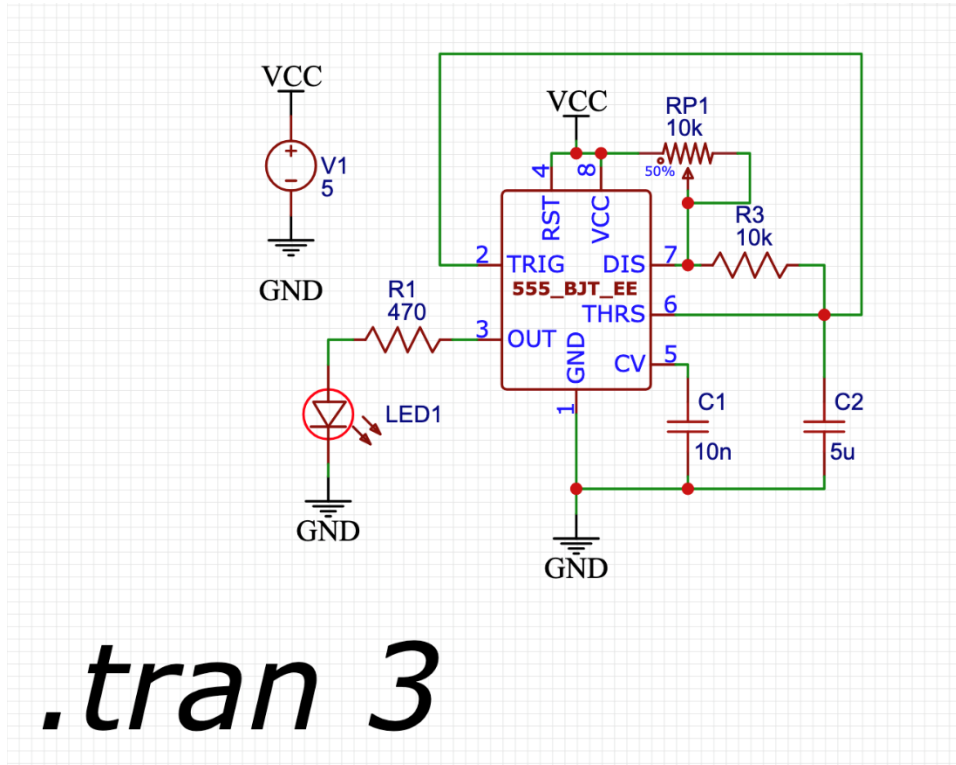 VCC
V1
5
GND
VCC
RP1
10k
50%
4
8
RST
VCC
R3
10k
2
TRIG
DIS
7
555_BJT_EE
R1
470
THRS
6
3
OUT
GND
CV
5
1
LED1
C1
10n
C2
5u
GND
GND
.tran 3